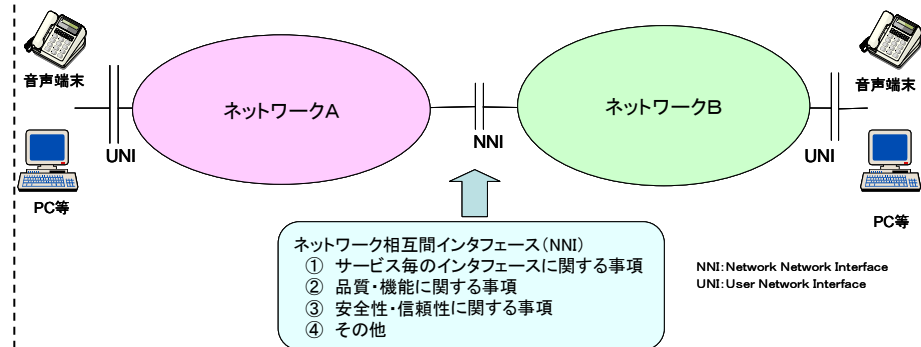 音声端末
PC等
UNI
ネットワークA
NNI
ネットワークB
UNI
音声端末
PC等
ネットワーク相互間インタフェース(NNI)
① サービス毎のインタフェースに関する事項
② 品質・機能に関する事項
③ 安全性・信頼性に関する事項
④ その他
NNI:Network Network Interface
UNI:User Network Interface